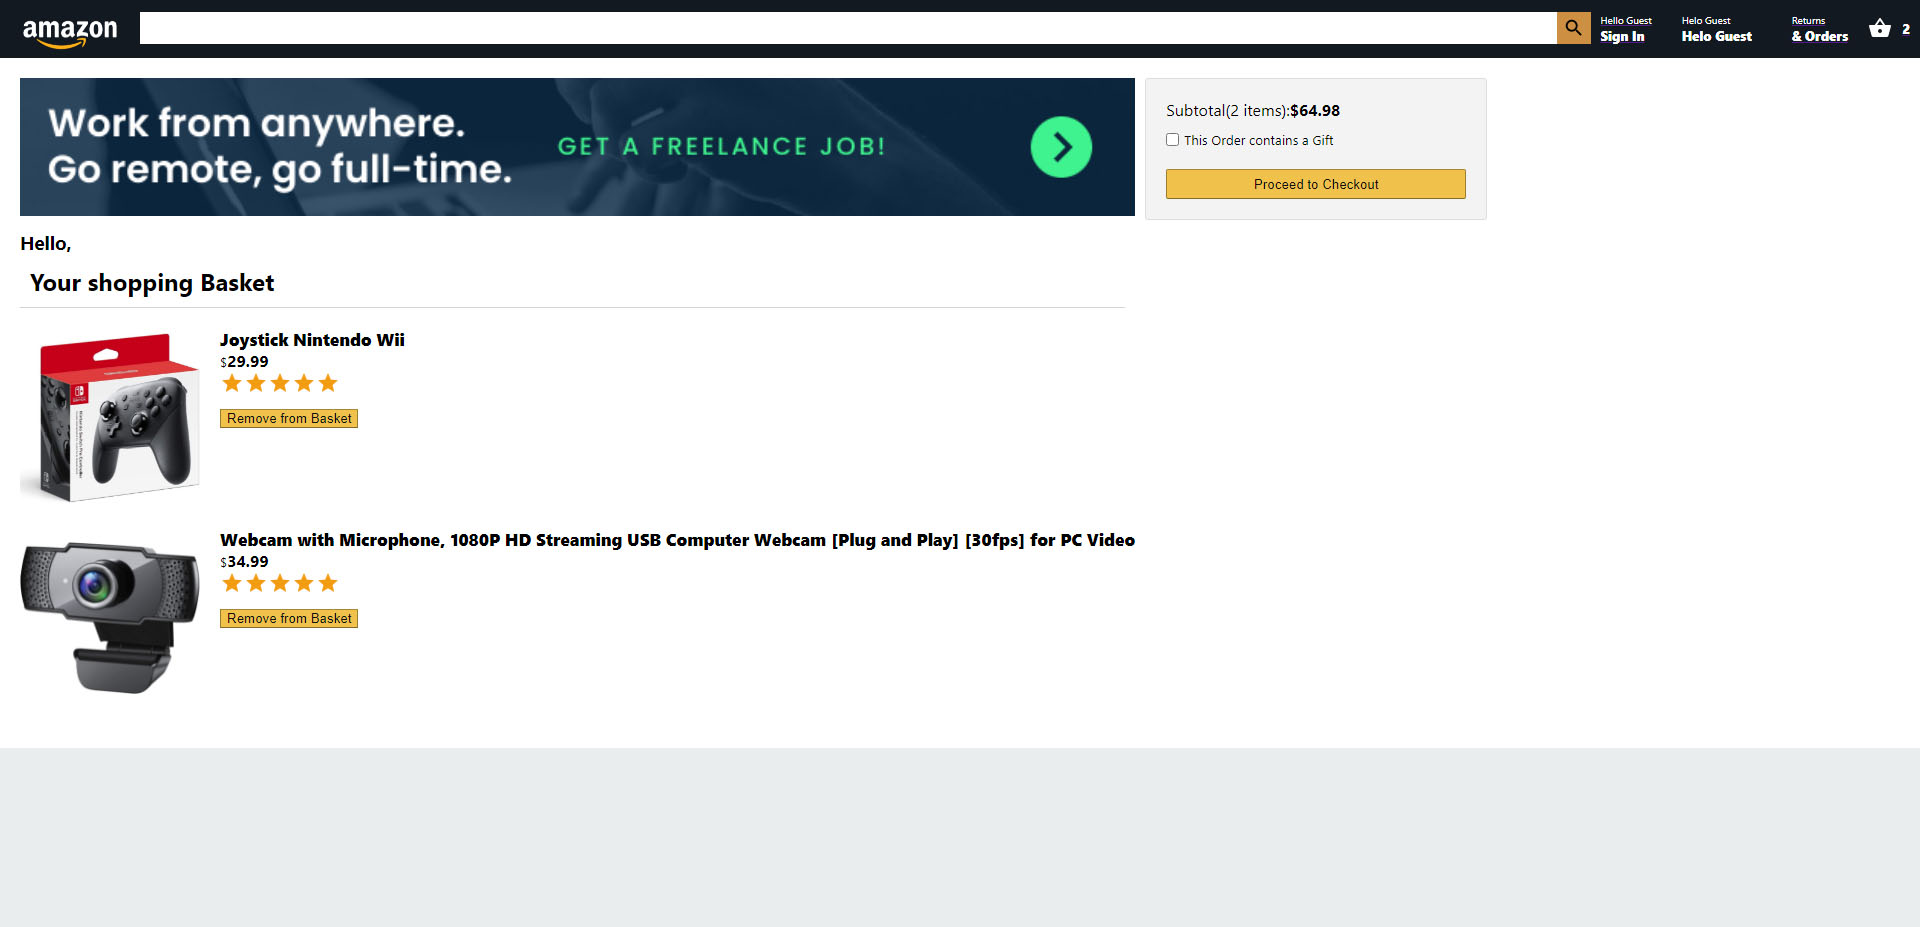 amazon
Hello Guest
Sign In
Helo Guest
Helo Guest
Returns
& Orders
2
Work from anywhere.
Go remote, go full-time.
GET A FREELANCE JOB!
Subtotal(2 items):$64.98
This Order contains a Gift
Proceed to Checkout
Hello,
Your shopping Basket
Joystick Nintendo Wii
$29.99
Remove from Basket
Webcam with Microphone, 1080P HD Streaming USB Computer Webcam [Plug and Play] [30fps] for PC Video
$34.99
Remove from Basket